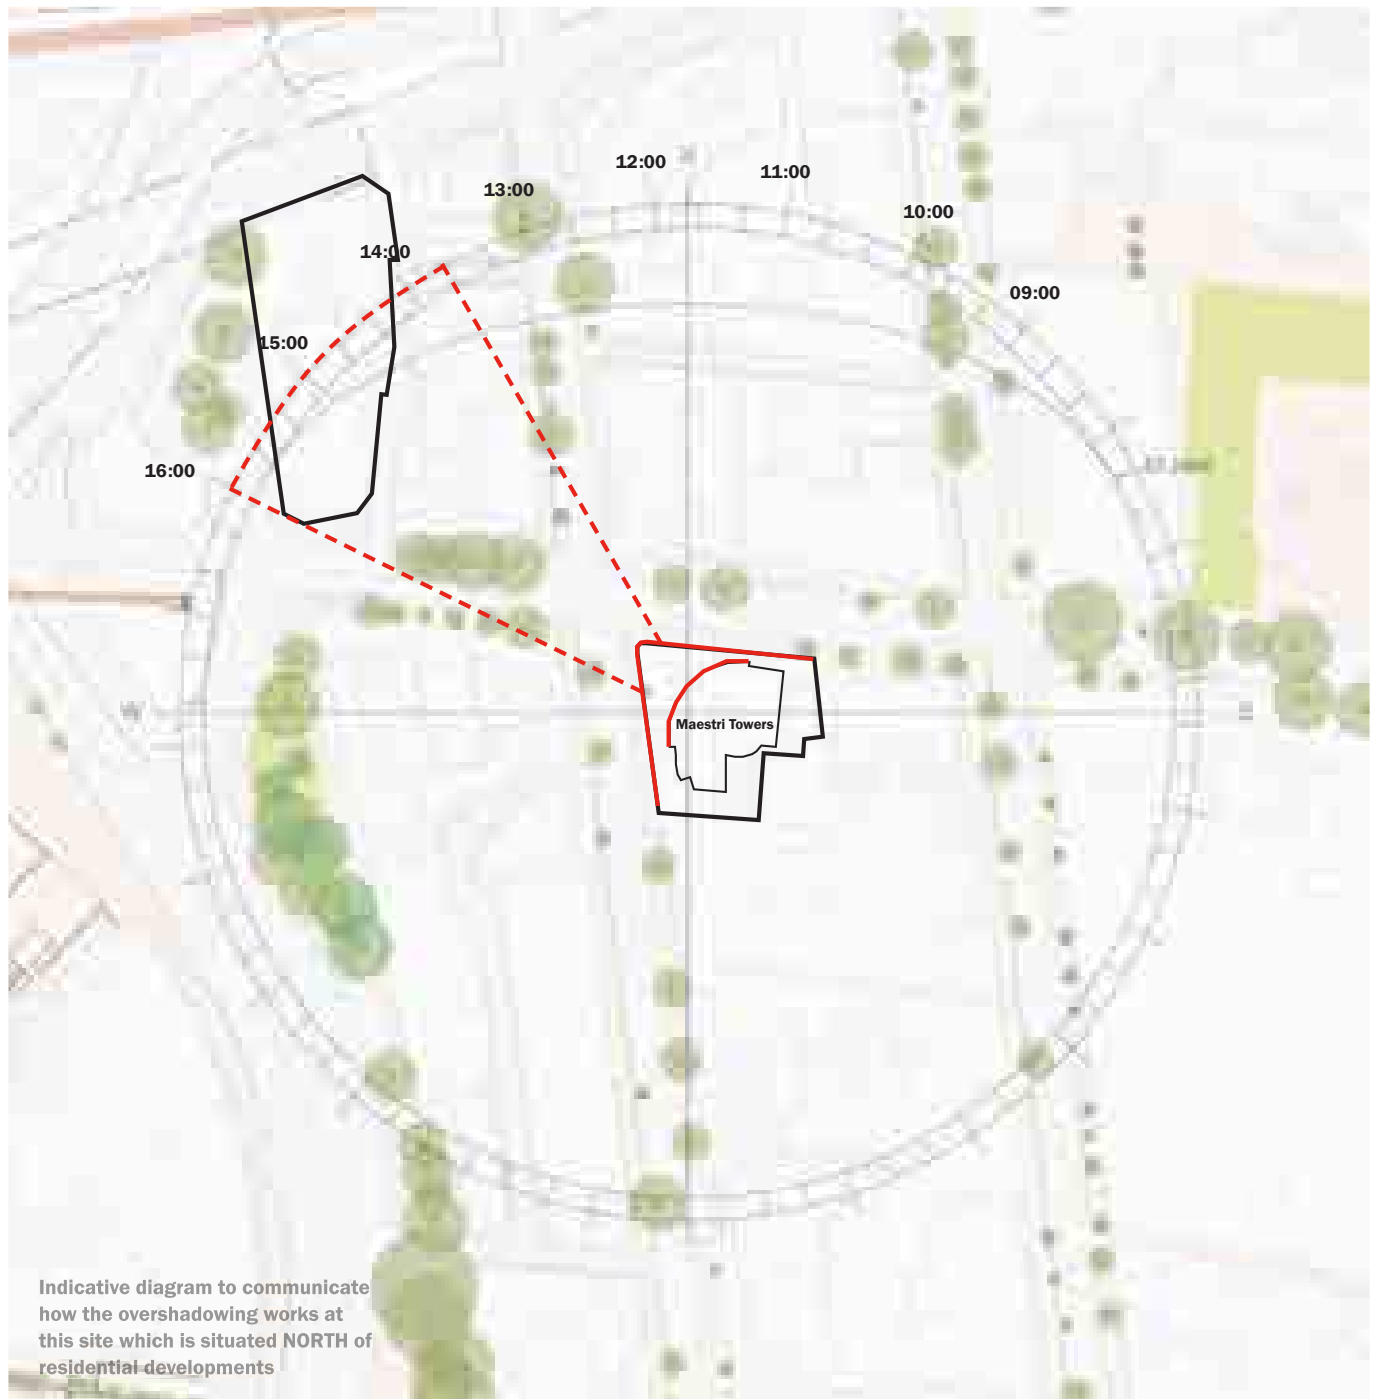 12:00
11:00
13:00
10:00
14:00
09:00
15:00
16:00
W
Maestri Towers
Indicative diagram to communicate
how the overshadowing works at
this site which is situated NORTH of
residential developments